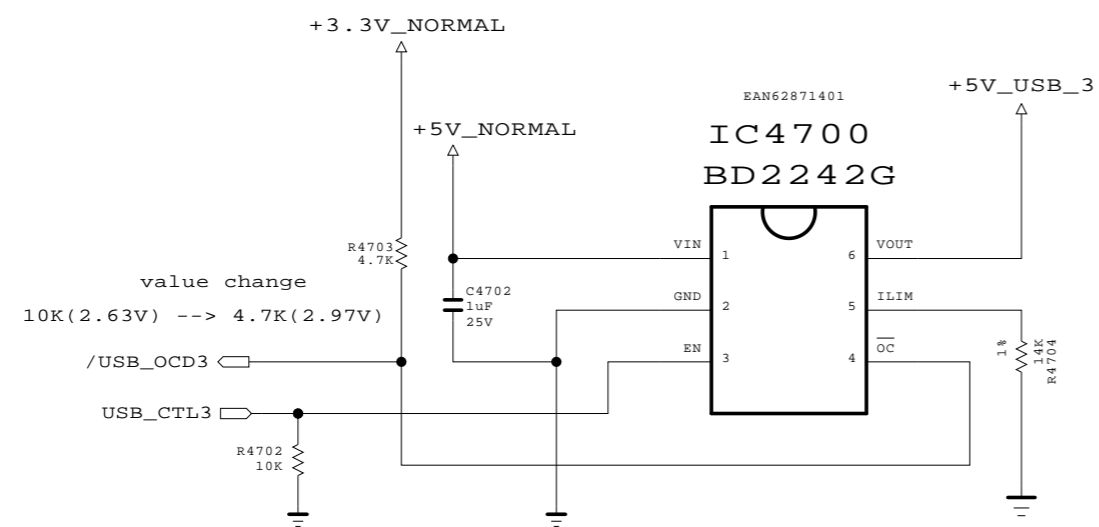 +3.3V_NORMAL
EAN62871401
+5V_USB_3
+5V_NORMAL
IC4700
BD2242G
R4703
4.7K
VIN
1
6
VOUT
value change
10K(2.63V) --> 4.7K(2.97V)
C4702
1uF
25V
GND
2
5
ILIM
/USB_OCD3
EN
3
4
OC
1%
14K
R4704
USB_CTL3
R4702
10K